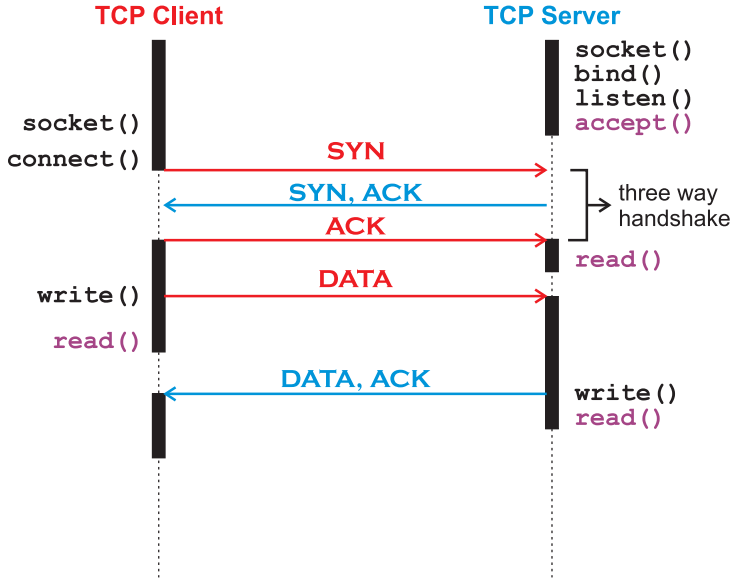 TCP Client
TCP Server
socket()
bind()
listen()
accept()
socket()
connect()
SYN
SYN, ACK
three way
handshake
ACK
read()
DATA
write()
read()
DATA, ACK
write()
read()